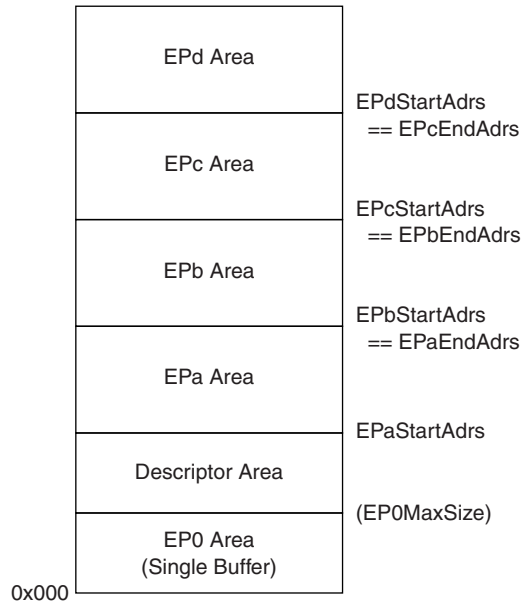 EPd Area
EPdStartAdrs
== EPcEndAdrs
EPc Area
EPcStartAdrs
== EPbEndAdrs
EPb Area
EPbStartAdrs
== EPaEndAdrs
EPa Area
EPaStartAdrs
Descriptor Area
(EP0MaxSize)
EP0 Area
(Single Buffer)
0x000